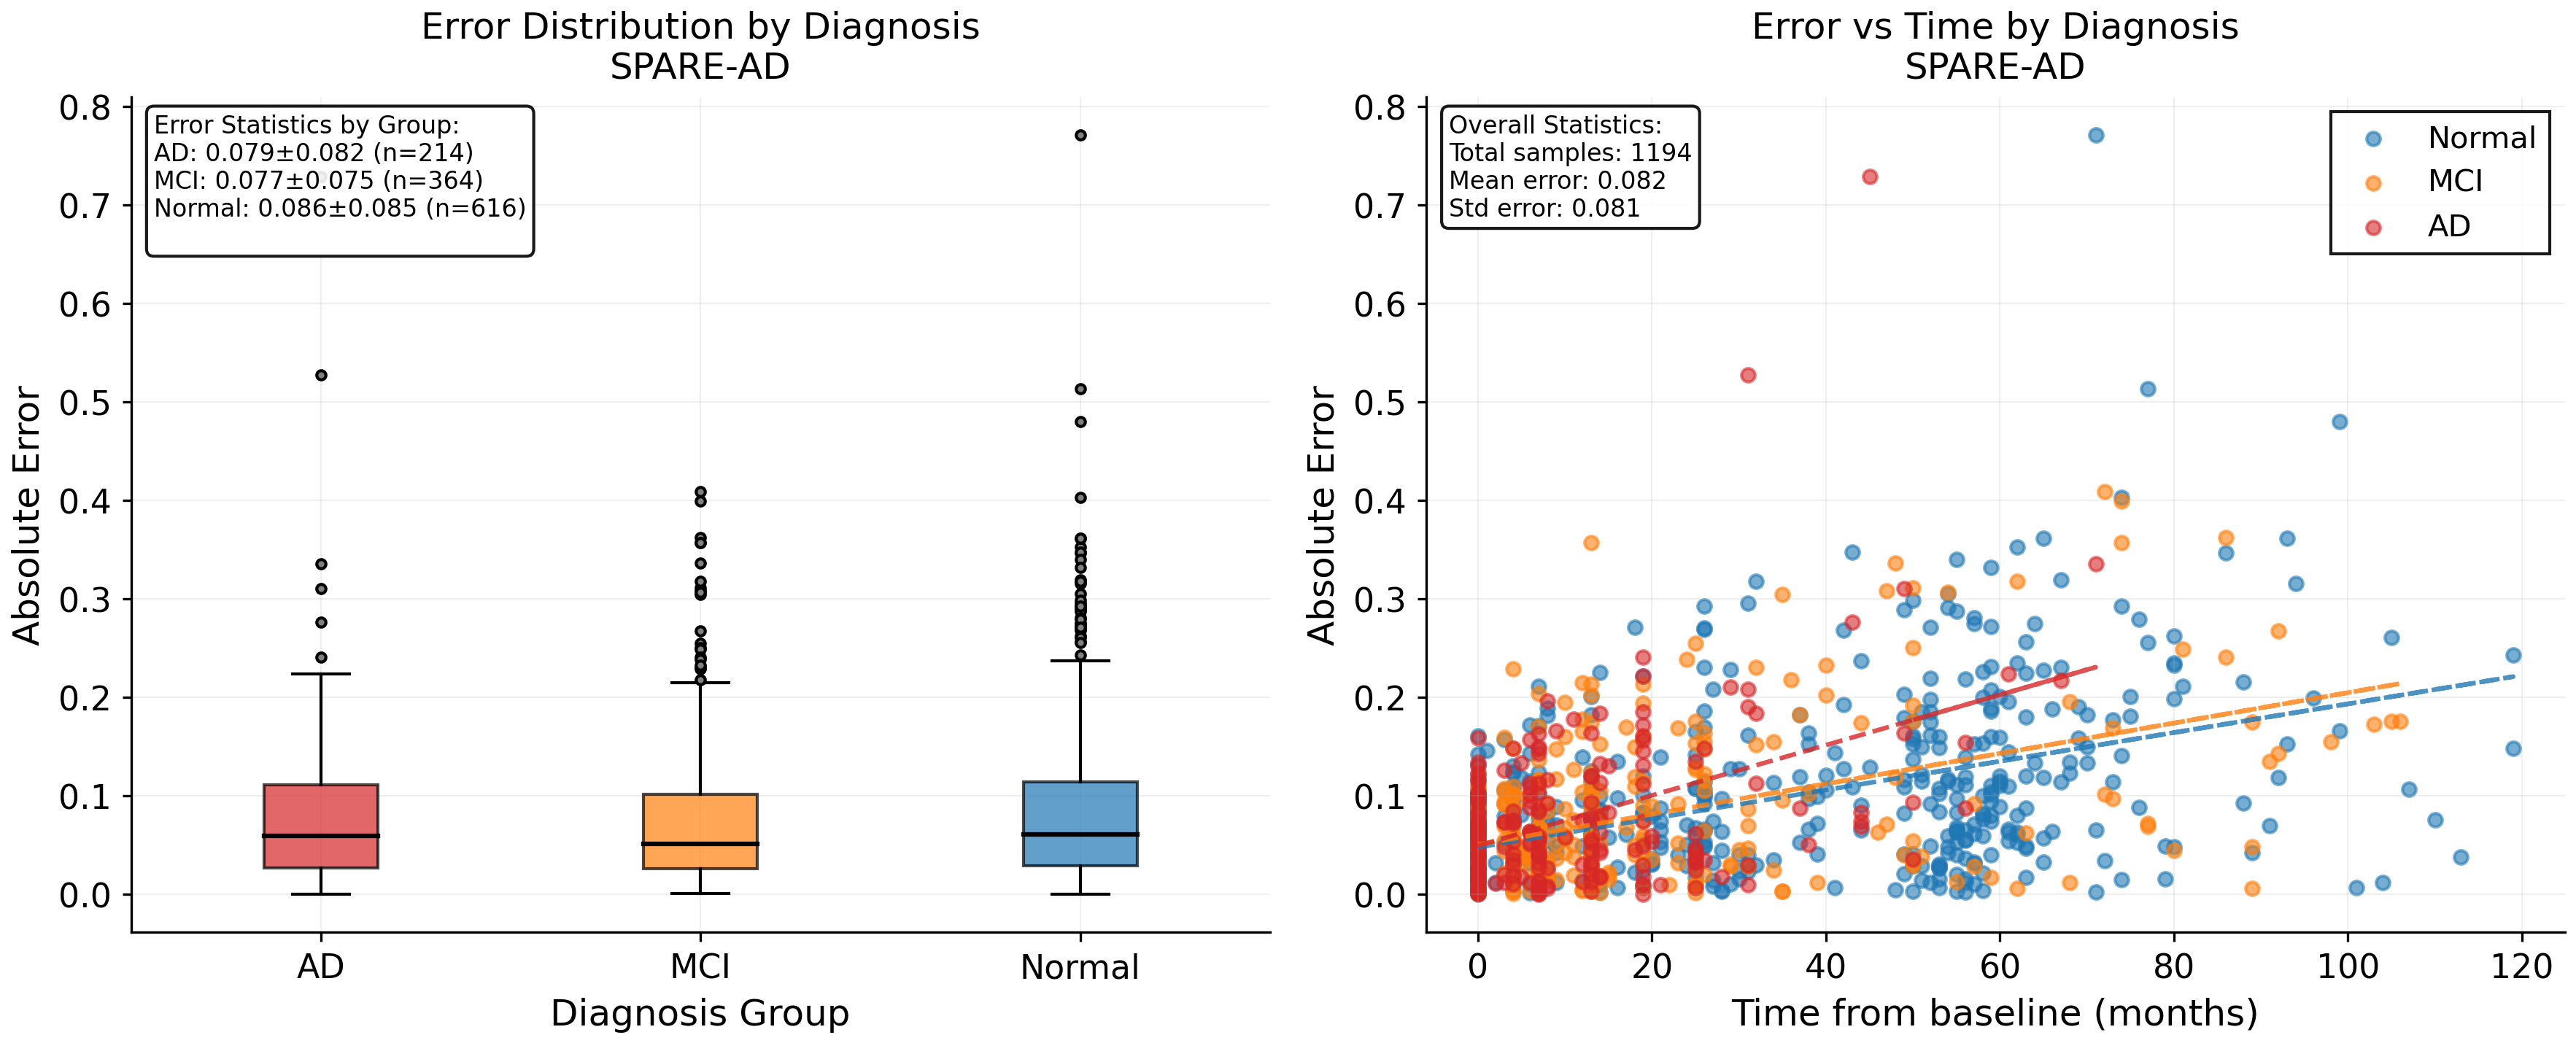 Error Distribution by Diagnosis
SPARE-AD
0.8
0.7
0.6
0.5
0.4
0.3
0.2
0.1
0.0
Absolute Error
Error Statistics by Group:
AD: 0.079±0.082 (n=214)
MCI: 0.077±0.075 (n=364)
Normal: 0.086±0.085 (n=616)
AD
MCI
Normal
Diagnosis Group
Error vs Time by Diagnosis
SPARE-AD
0.8
0.7
0.6
0.5
0.4
0.3
0.2
0.1
0.0
Absolute Error
Overall Statistics:
Total samples: 1194
Mean error: 0.082
Std error: 0.081
Normal
MCI
AD
0
20
40
60
80
100
120
Time from baseline (months)